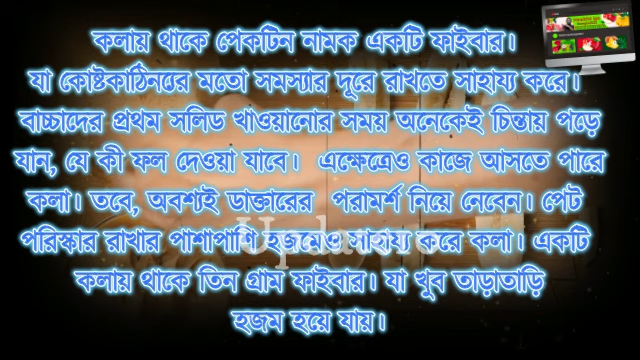 কলায় থাকে পেকটিন নামক একটি ফাইবার।
যা কোষ্টকাঠিন্যের মতো সমস্যার দূরে রাখতে সাহায্য করে।
বাচ্চাদের প্রথম সলিড খাওয়ানোর সময় অনেকেই চিন্তায় পড়ে
যান, যে কী ফল দেওয়া যাবে। এক্ষেত্রেও কাজে আসতে পারে
কলা। তবে, অবশ্যই ডাক্তারের পরামর্শ নিয়ে নেবেন। পেট
পরিস্কার রাখার পাশাপাশি হজমেও সাহায্য করে কলা। একটি
কলায় থাকে তিন গ্রাম ফাইবার। যা খুব তাড়াতাড়ি
হজম হয়ে যায়।